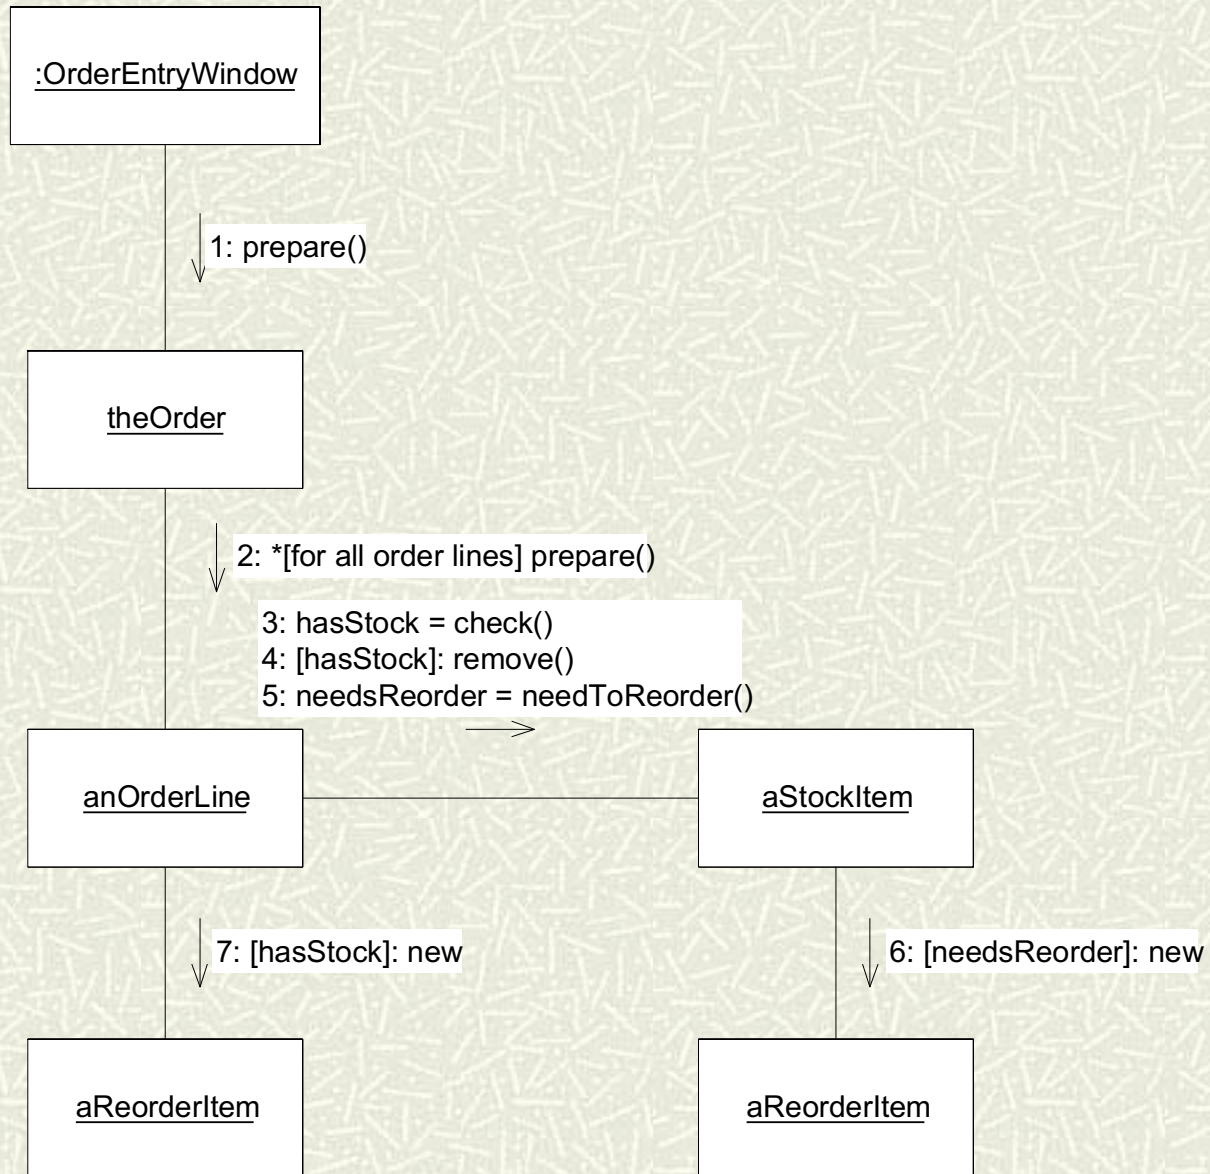 :OrderEntryWindow
1: prepare()
theOrder
2: *[for all order lines] prepare()
3: hasStock = check()
4: [hasStock]: remove()
5: needsReorder = needToReorder()
anOrderLine
aStockItem
7: [hasStock]: new
6: [needsReorder]: new
aReorderItem
aReorderItem